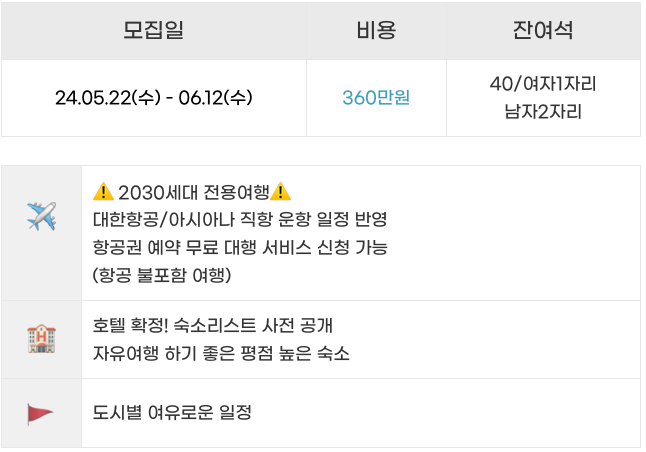 모집일 비용 잔여석
24.05.22(수) - 06.12(수) 360만원 40/여자1자리
남자2자리
⚠️ 2030세대 전용여행⚠️
대한항공/아시아나 직항 운항 일정 반영
항공권 예약 무료 대행 서비스 신청 가능
(항공 불포함 여행)
호텔 확정! 숙소리스트 사전 공개
자유여행 하기 좋은 평점 높은 숙소
도시별 여유로운 일정